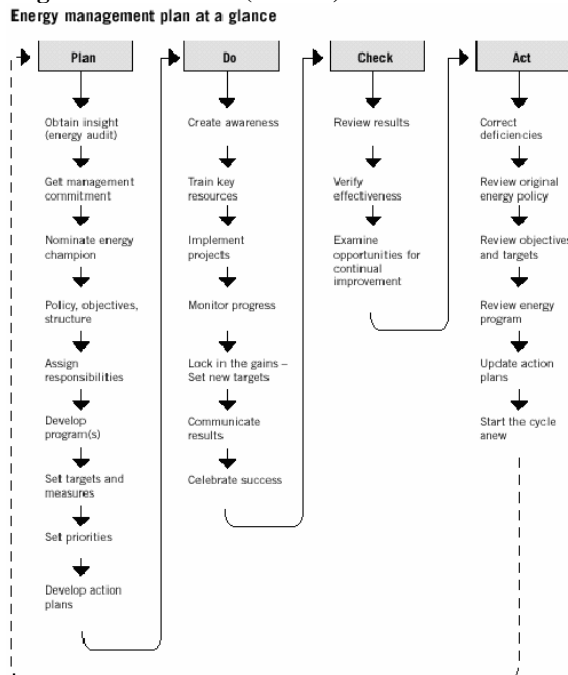 Energy management plan at a glance
Plan
Obtain insight
(energy audit)
Get management
commitment
Nominate energy
champion
Policy, objectives,
structure
Assign
responsibilities
Develop
program(s)
Set targets and
measures
Set priorities
Develop action
plans
Do
Create awareness
Train key
resources
Implement
projects
Monitor progress
Lock in the gains –
Set new targets
Communicate
results
Celebrate success
Check
Review results
Verify
effectiveness
Examine
opportunities for
continual
improvement
Act
Correct
deficiencies
Review original
energy policy
Review objectives
and targets
Review energy
program
Update action
plans
Start the cycle
anew